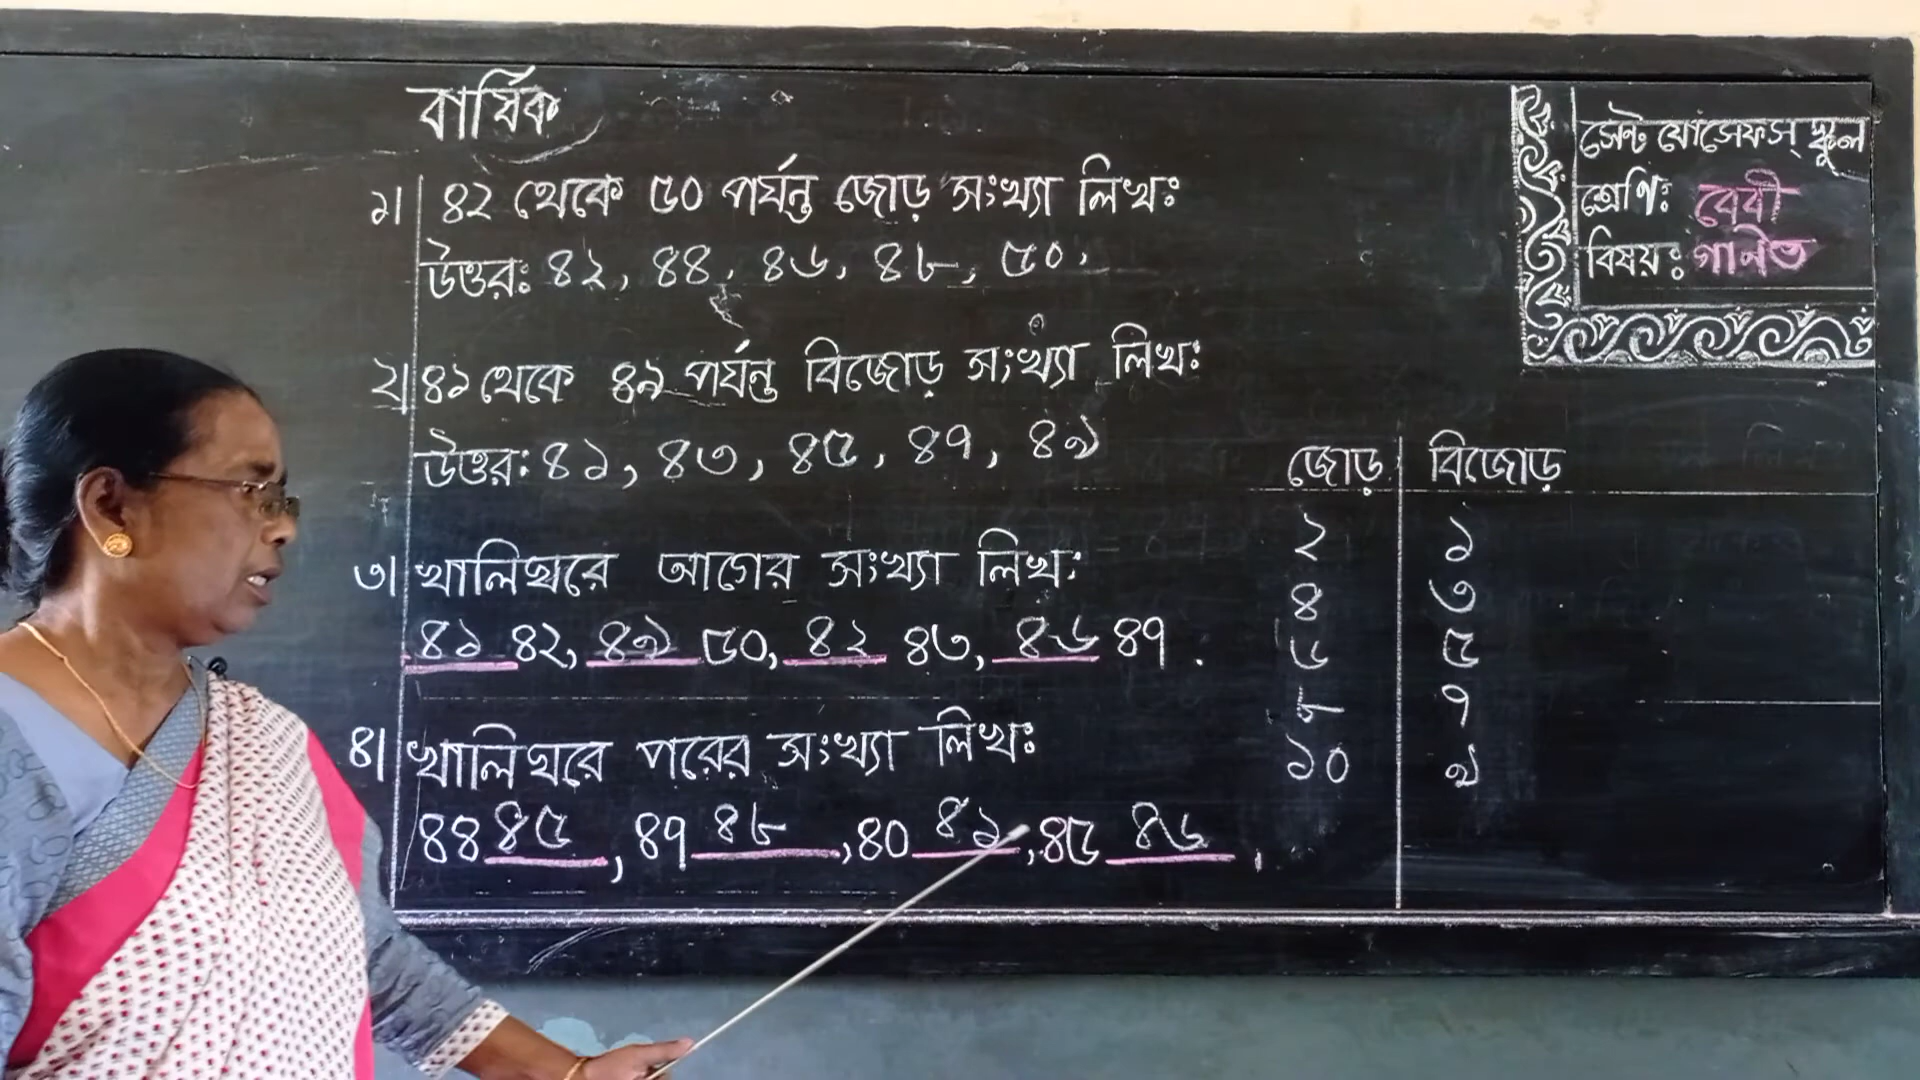 বার্ষিক
১। ৪২ থেকে ৫০ পর্যন্ত জোড় সংখ্যা লিখঃ
উত্তরঃ ৪২, ৪৪, ৪৬, ৪৮, ৫০,
২। ৪১ থেকে ৪৯ পর্যন্ত বিজোড় সংখ্যা লিখঃ
উত্তরঃ ৪১, ৪৩, ৪৫, ৪৭, ৪৯
৩। খালিঘরে আগের সংখ্যা লিখঃ
৪১ ৪২, ৪৯ ৫০, ৪২ ৪৩, ৪৬ ৪৭.
৪। খালিঘরে পরের সংখ্যা লিখঃ
৪৪ ৪৫, ৪৭ ৪৮, ৪০ ৪১, ৪৫ ৪৬,
সেন্ট যোসেফস্ স্কুল
শ্রেণিঃ বেবী
বিষয়ঃ গণিত
জোড় বিজোড়
২ ১
৪ ৩
৬ ৫
৮ ৭
১০ ৯